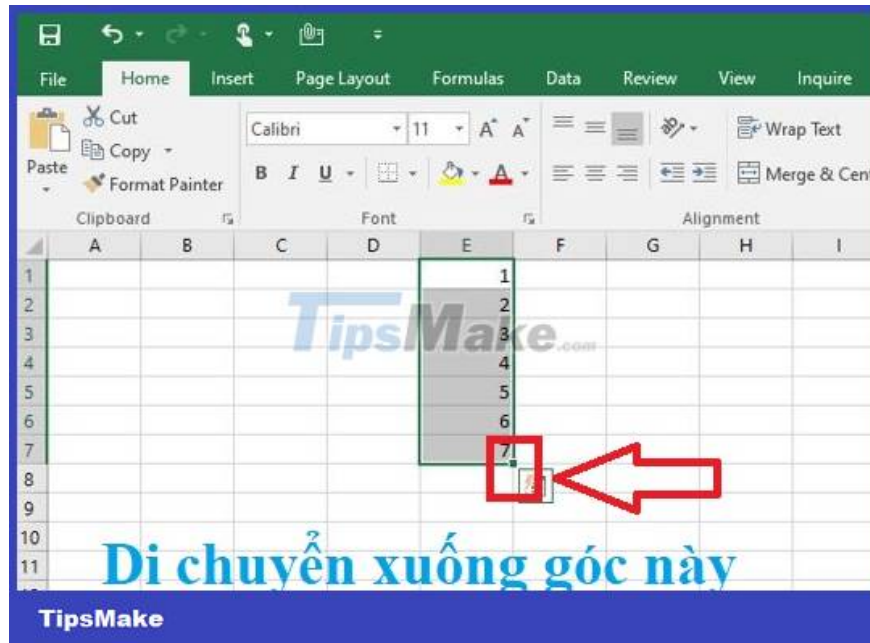 File Home Insert Page Layout Formulas Data Review View Inquire
Cut
Copy
Paste
Format Painter
Calibri 11 A A
Wrap Text
B I U A
Merge & Cen
Clipboard Font Alignment
A B C D E F G H I
1 1
2 2
TipsMake.com
3 3
4 4
5 5
6 6
7 7
8
9
10
11
Di chuyển xuống góc này
TipsMake